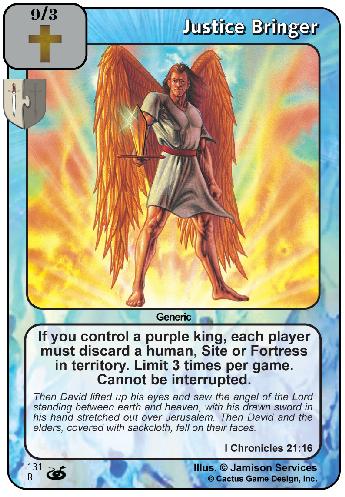 9/3
Justice Bringer
Generic
If you control a purple king, each player
must discard a human, Site or Fortress
in territory. Limit 3 times per game.
Cannot be interrupted.
Then David lifted up his eyes and saw the angel of the Lord
standing between earth and heaven, with his drawn sword in
his hand stretched out over Jerusalem. Then David and the
elders, covered with sackcloth, fell on their faces.
I Chronicles 21:16
131
R
Illus. © Jamison Services
© Cactus Game Design, Inc.